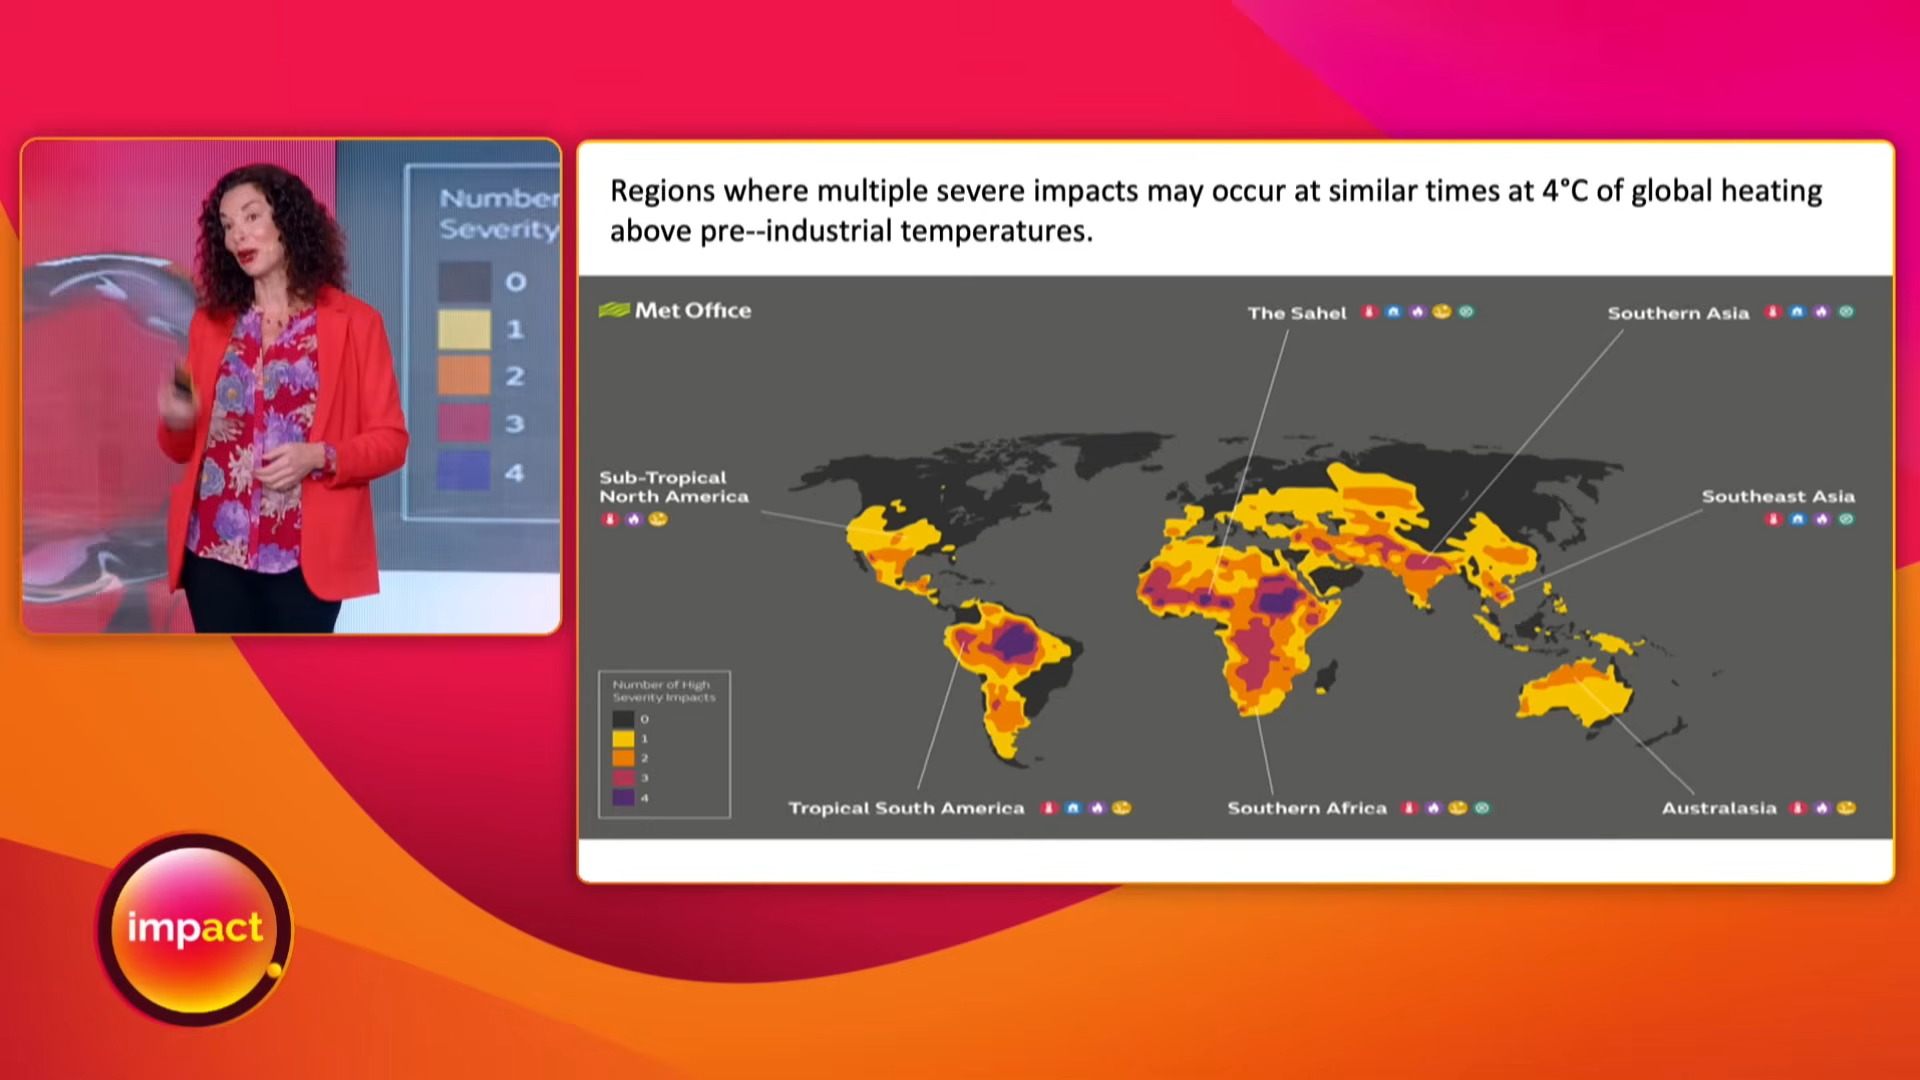 Number
Severity
0
1
2
3
4
Regions where multiple severe impacts may occur at similar times at 4°C of global heating
above pre--industrial temperatures.
Met Office
The Sahel
Southern Asia
Sub-Tropical
North America
Southeast Asia
Number of High
Severity Impacts
0
1
2
3
4
Tropical South America
Southern Africa
Australasia
impact